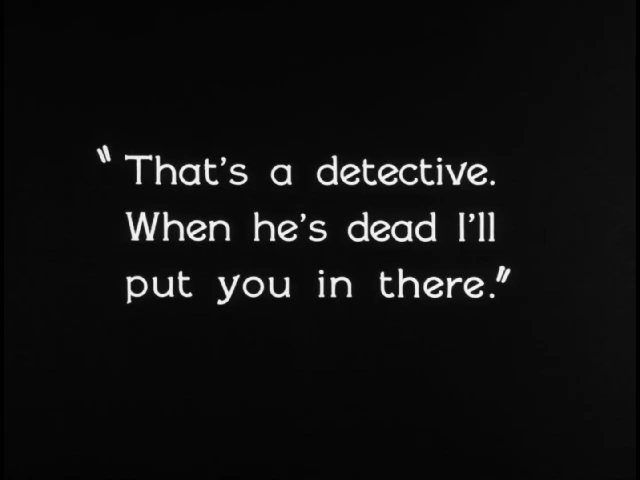 "That's a detective.
When he's dead I'll
put you in there."